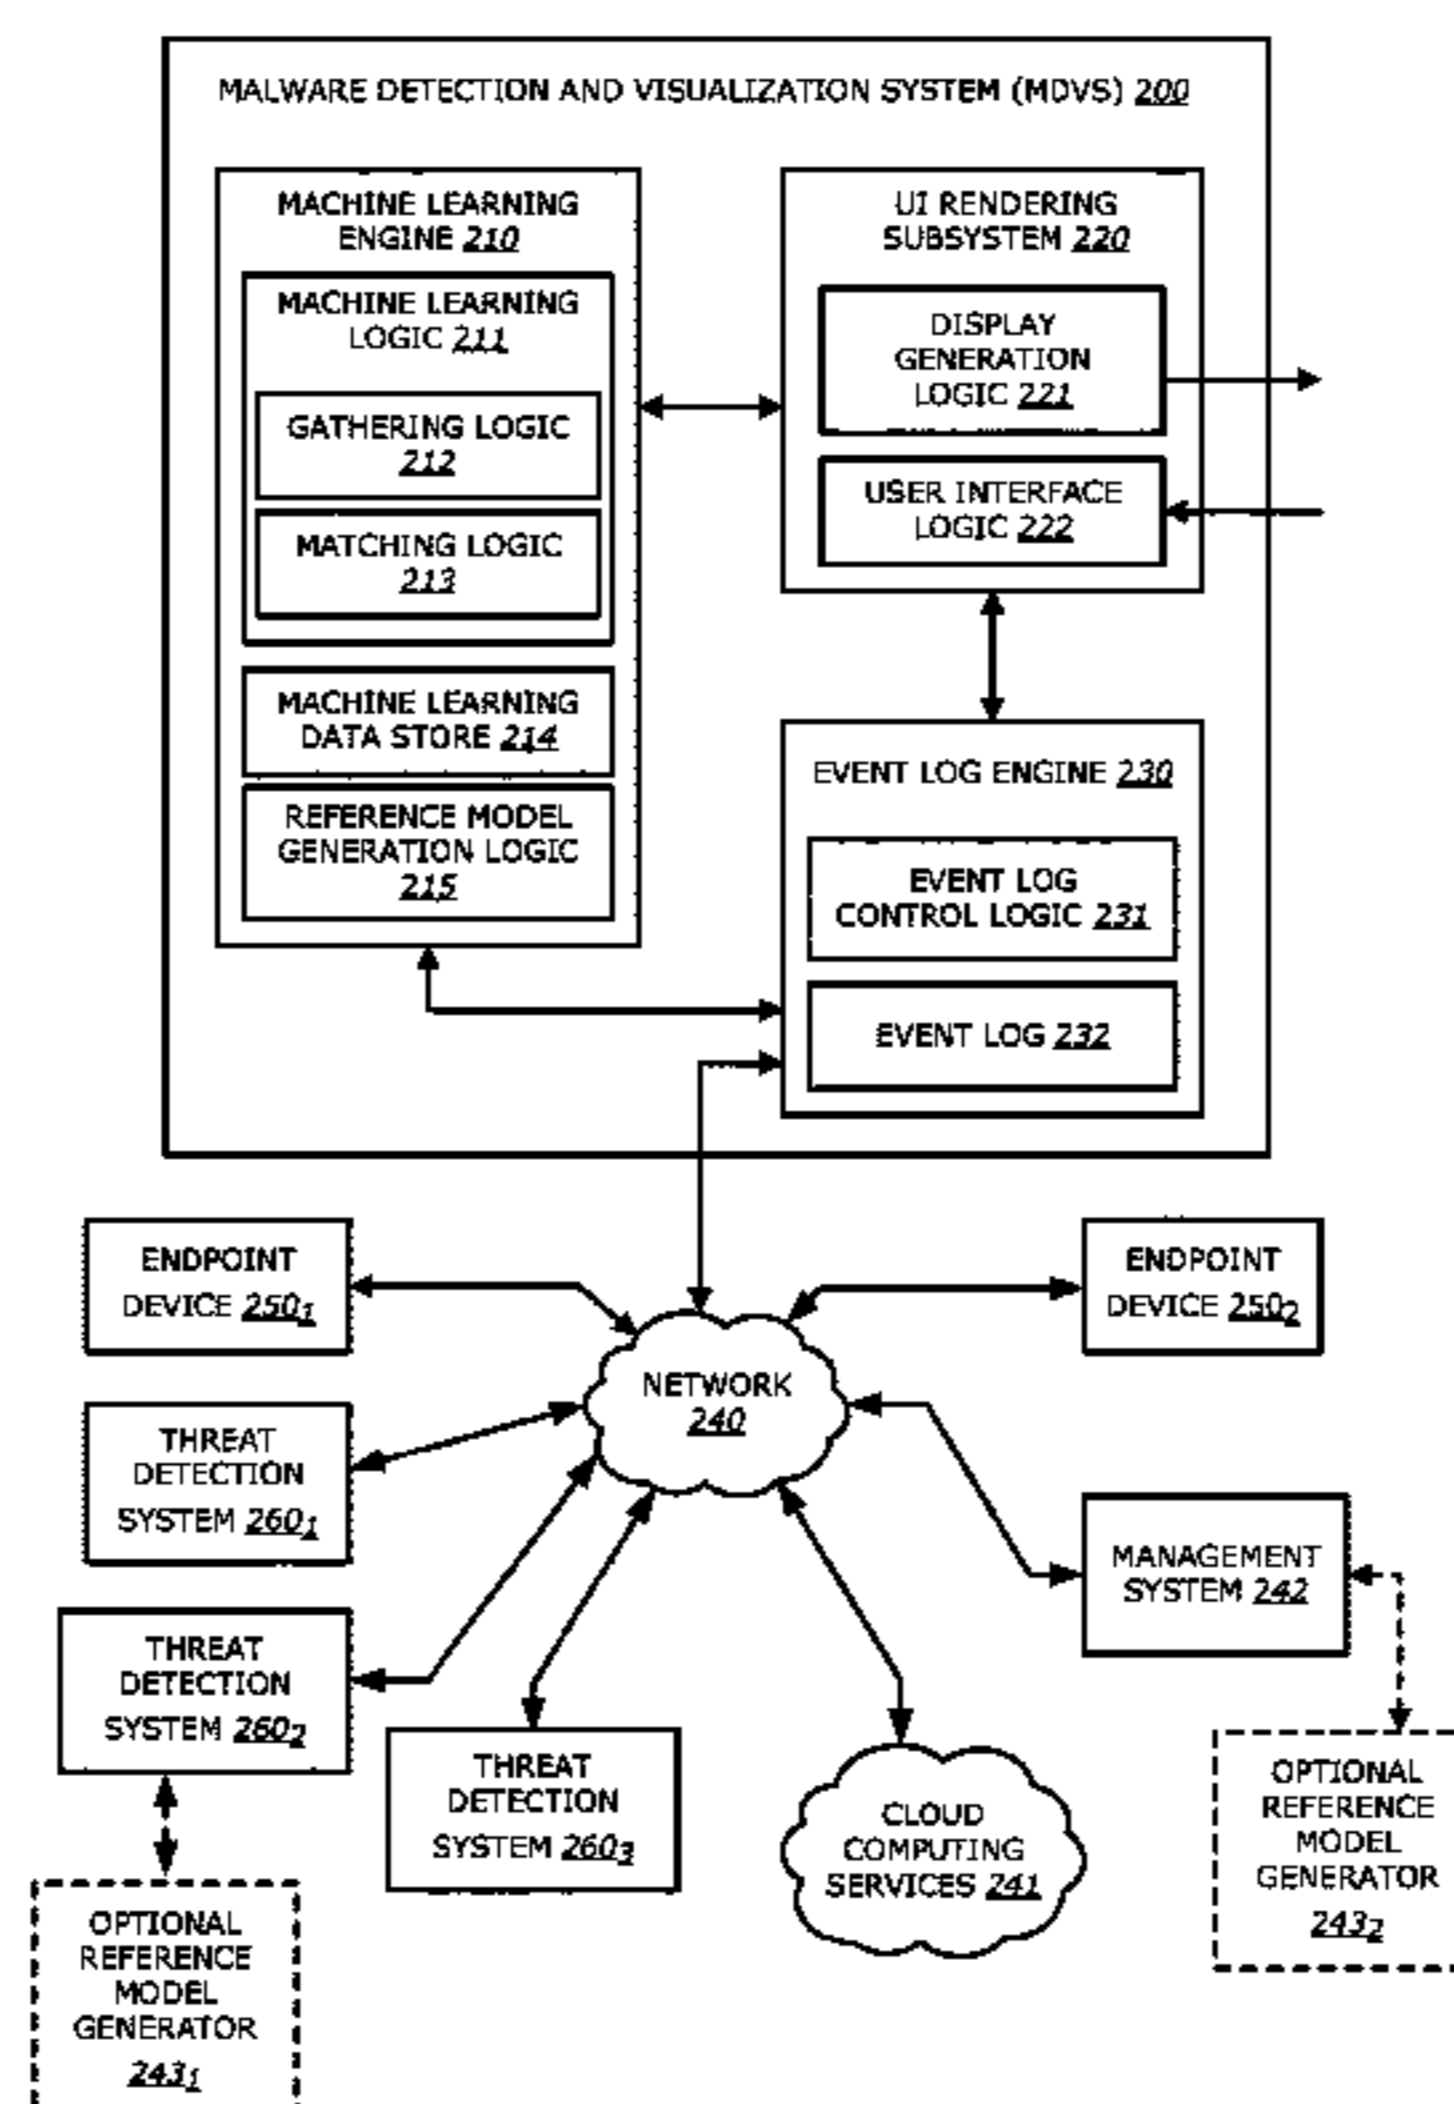 MALWARE DETECTION AND VISUALIZATION SYSTEM (MDVS) 200
MACHINE LEARNING
ENGINE 210
MACHINE LEARNING
LOGIC 211
GATHERING LOGIC
212
MATCHING LOGIC
213
MACHINE LEARNING
DATA STORE 214
REFERENCE MODEL
GENERATION LOGIC
215
UI RENDERING
SUBSYSTEM 220
DISPLAY
GENERATION
LOGIC 221
USER INTERFACE
LOGIC 222
EVENT LOG ENGINE 230
EVENT LOG
CONTROL LOGIC 231
EVENT LOG 232
ENDPOINT
DEVICE 250₁
ENDPOINT
DEVICE 250₂
NETWORK
240
THREAT
DETECTION
SYSTEM 260₁
MANAGEMENT
SYSTEM 242
THREAT
DETECTION
SYSTEM 260₂
THREAT
DETECTION
SYSTEM 260₃
CLOUD
COMPUTING
SERVICES 241
OPTIONAL
REFERENCE
MODEL
GENERATOR
243₂
OPTIONAL
REFERENCE
MODEL
GENERATOR
243₁